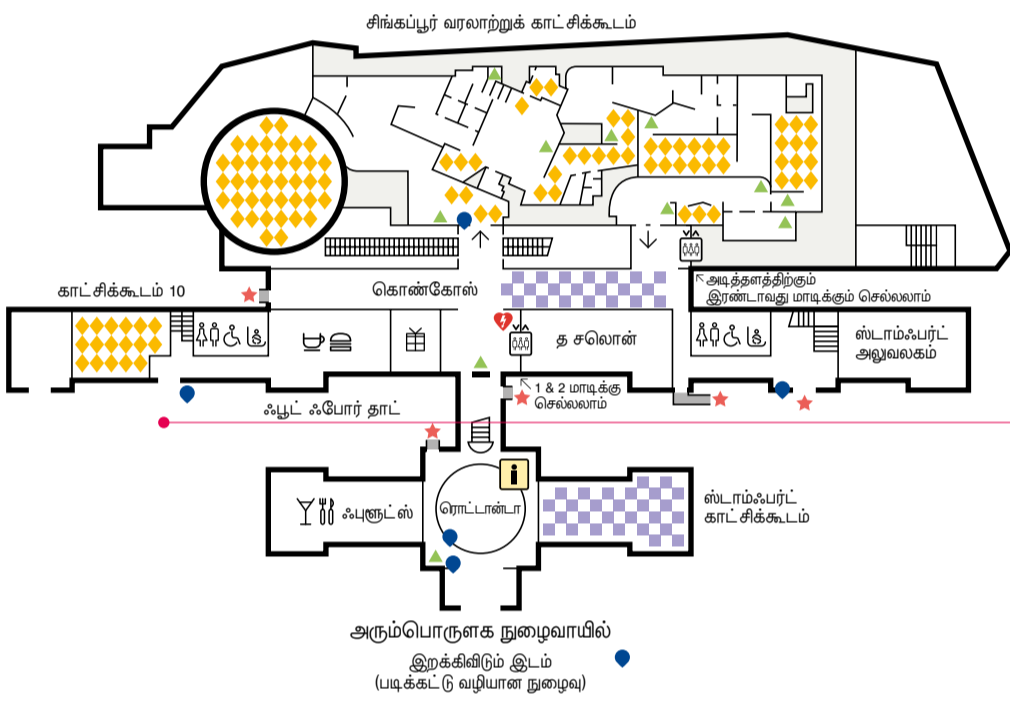 சிங்கப்பூர் வரலாற்றுக் காட்சிக்கூடம்
காட்சிக்கூடம் 10
கொண்கோஸ்
அடித்தளத்திற்கும்
இரண்டாவது மாடிக்கும் செல்லலாம்
த சலொன்
ஸ்டாம்ஃபர்ட்
அலுவலகம்
1 & 2 மாடிக்கு
செல்லலாம்
ஃபூட் ஃபோர் தாட்
i
ஃபுளூட்ஸ்
ரொட்டான்டா
ஸ்டாம்ஃபர்ட்
காட்சிக்கூடம்
அரும்பொருளக நுழைவாயில்
இறக்கிவிடும் இடம்
(படிக்கட்டு வழியான நுழைவு)